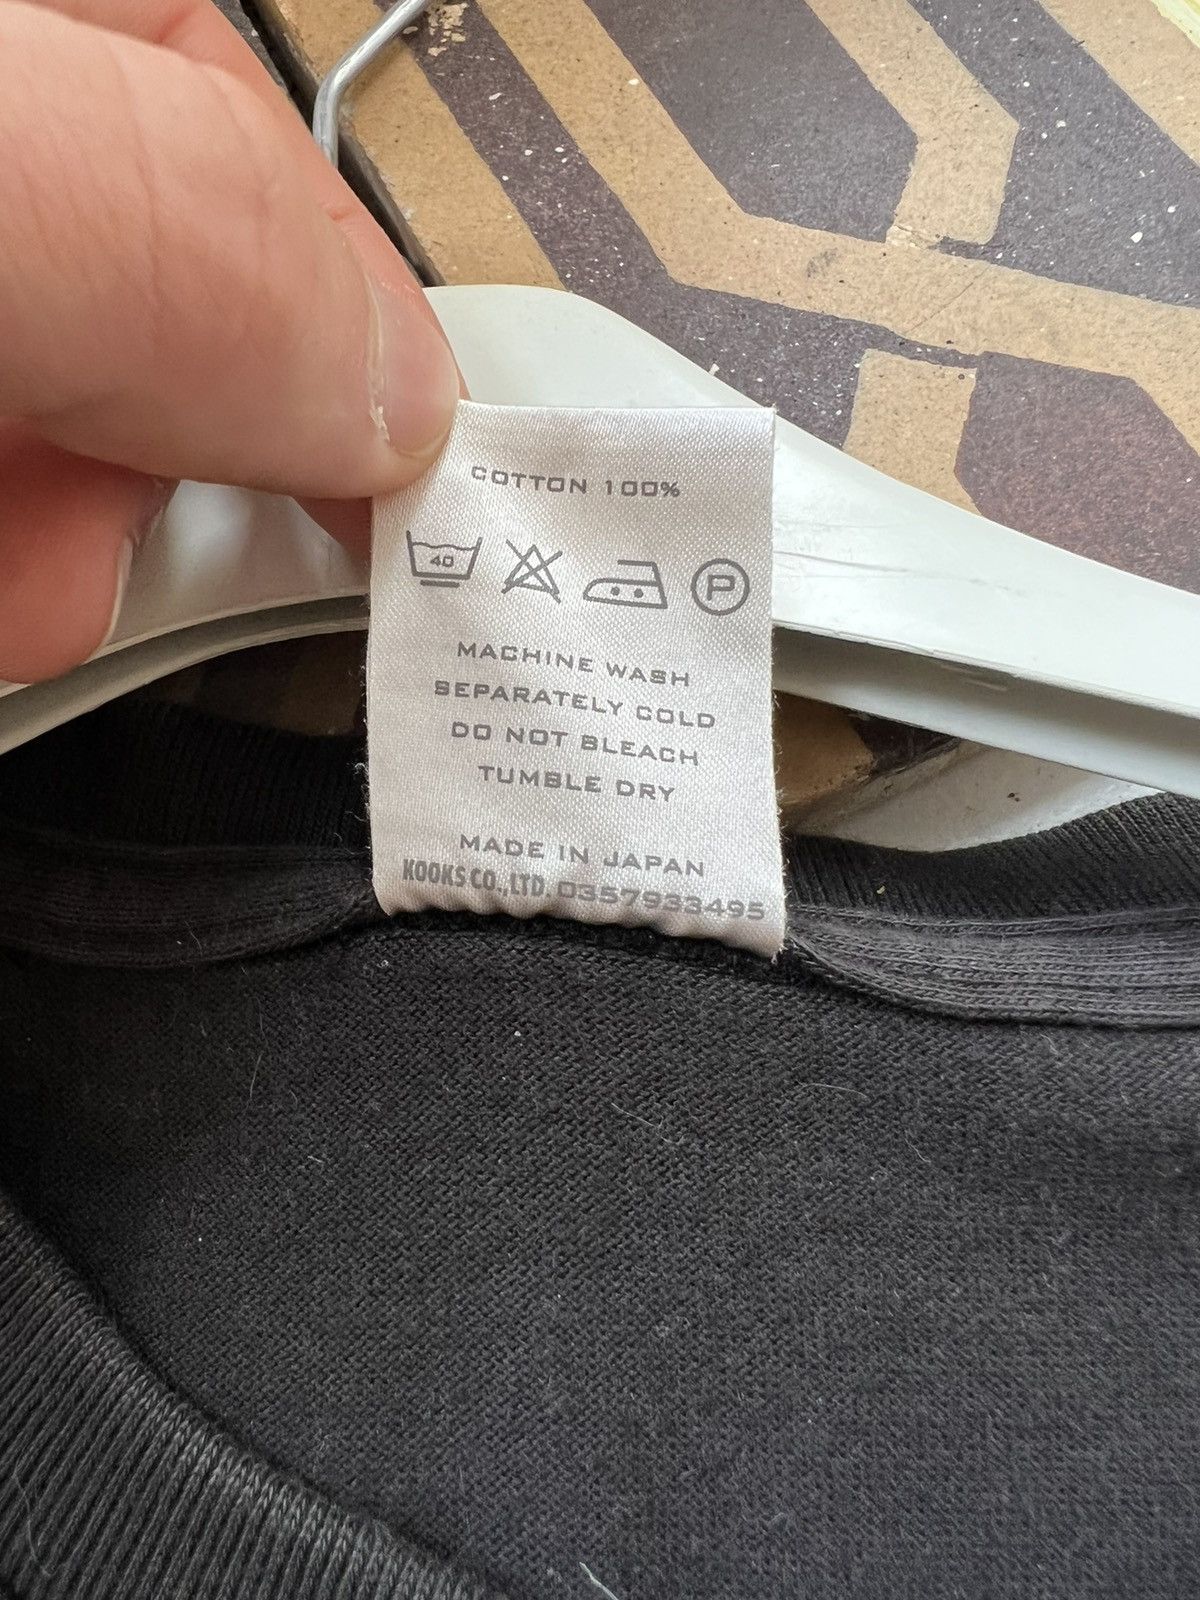 COTTON 100%
40 P
MACHINE WASH
SEPARATELY COLD
DO NOT BLEACH
TUMBLE DRY
MADE IN JAPAN
KOOKS CO.,LTD. 0357933495